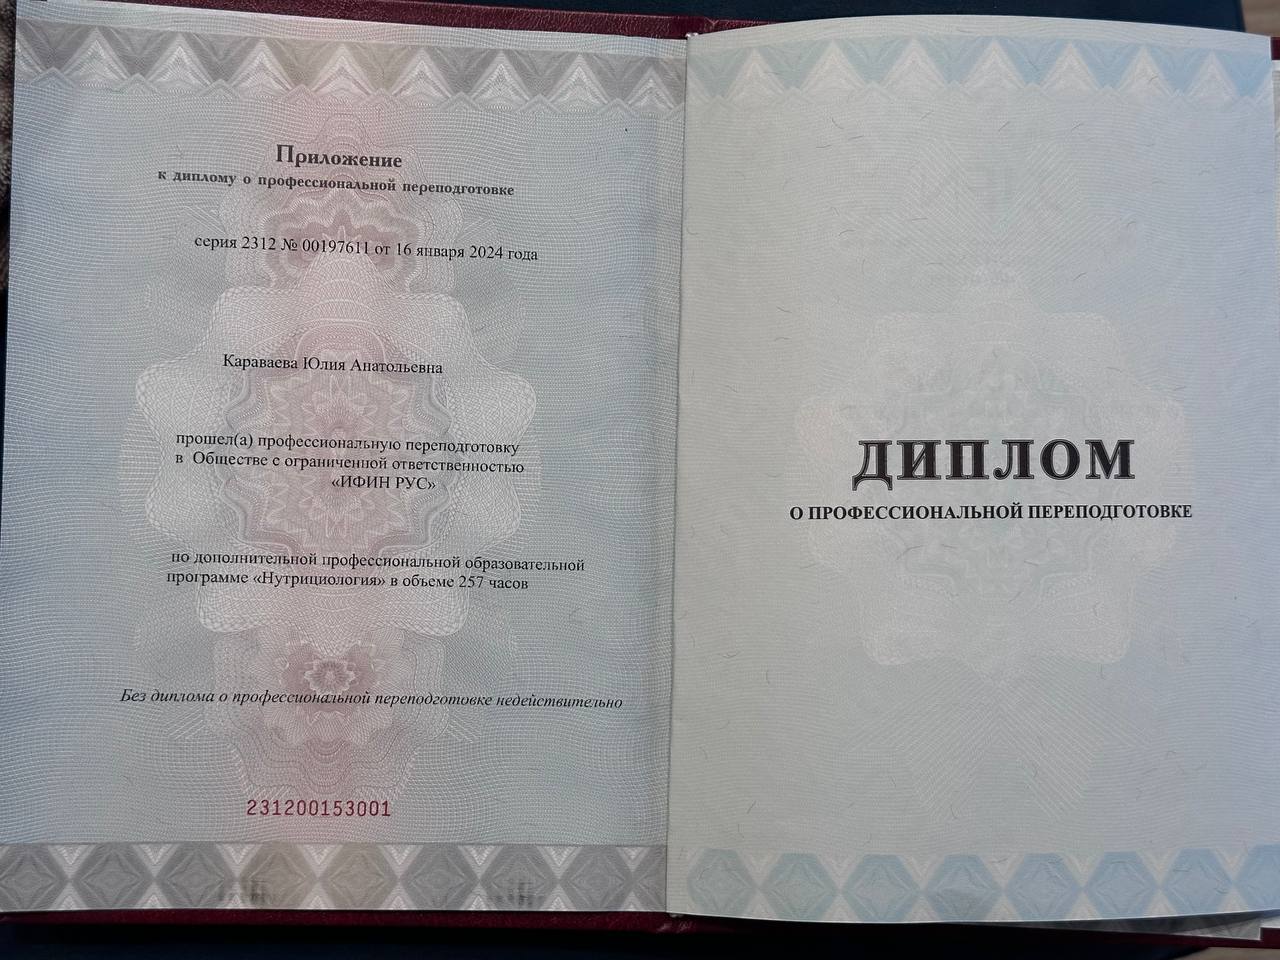 Приложение
к диплому о профессиональной переподготовке
серия 2312 № 00197611 от 16 января 2024 года
Караваева Юлия Анатольевна
прошел(а) профессиональную переподготовку
в Обществе с ограниченной ответственностью
«ИФИН РУС»
по дополнительной профессиональной образовательной
программе «Нутрициология» в объеме 257 часов
Без диплома о профессиональной переподготовке недействительно
231200153001
ДИПЛОМ
О ПРОФЕССИОНАЛЬНОЙ ПЕРЕПОДГОТОВКЕ